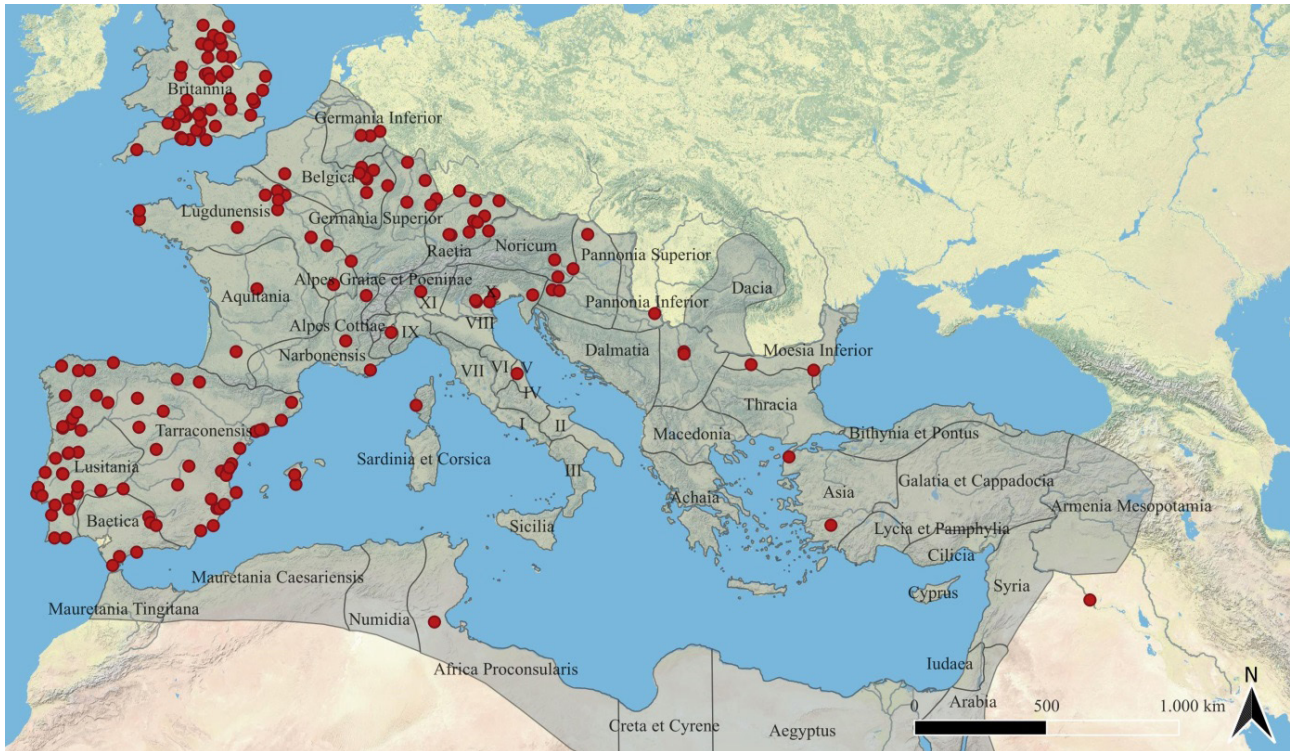 Britannia
Germania Inferior
Belgica
Lugdunensis
Germania Superior
Raetia
Noricum
Pannonia Superior
Dacia
Alpes Graiae et Poeninae
Aquitania
XI
X
Pannonia Inferior
VIII
Alpes Cottiae
IX
Narbonensis
Dalmatia
Moesia Inferior
VII
VI
V
IV
Thracia
I
II
Macedonia
Bithynia et Pontus
Tarraconensis
Sardinia et Corsica
III
Lusitania
Asia
Galatia et Cappadocia
Achaia
Armenia Mesopotamia
Baetica
Sicilia
Lycia et Pamphylia
Cilicia
Mauretania Caesariensis
Cyprus
Syria
Mauretania Tingitana
Numidia
Africa Proconsularis
Iudaea
N
Arabia
0
500
1.000 km
Creta et Cyrene
Aegyptus